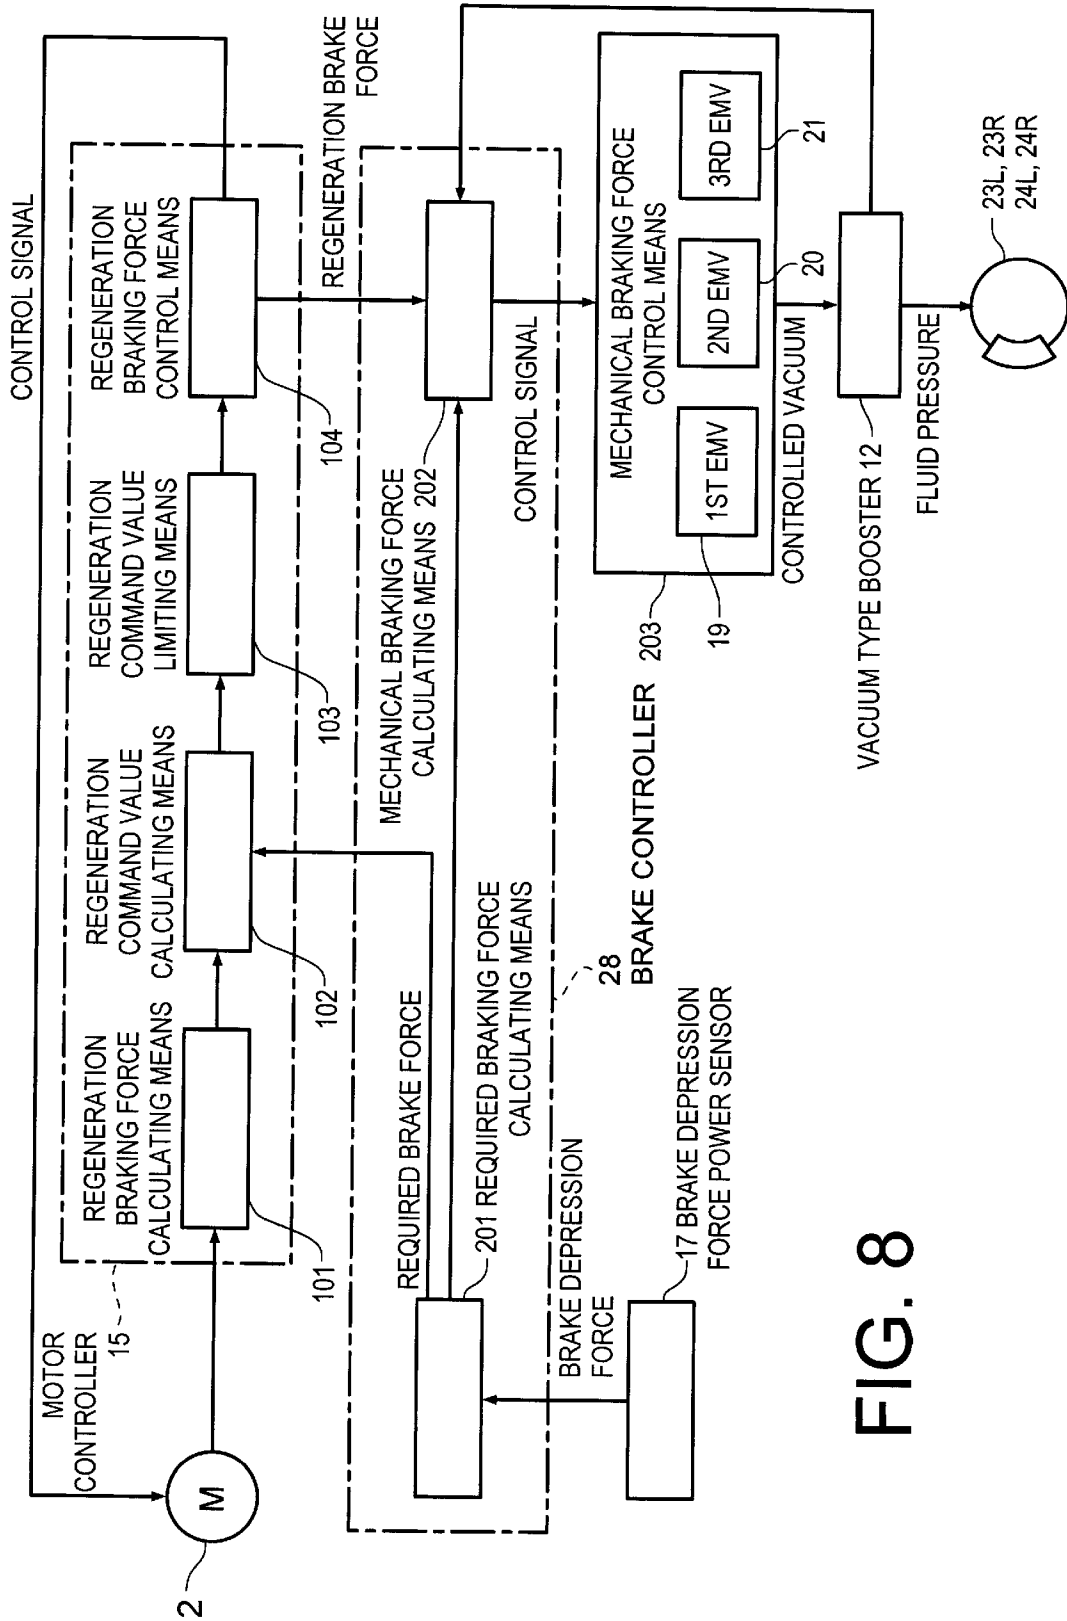 CONTROL SIGNAL
MOTOR
CONTROLLER
15
M
2
REGENERATION
BRAKING FORCE
CALCULATING MEANS
101
REGENERATION
COMMAND VALUE
CALCULATING MEANS
102
REGENERATION
COMMAND VALUE
LIMITING MEANS
103
REGENERATION
BRAKING FORCE
CONTROL MEANS
104
REGENERATION BRAKE
FORCE
REQUIRED BRAKE FORCE
201 REQUIRED BRAKING FORCE
CALCULATING MEANS
MECHANICAL BRAKING FORCE
CALCULATING MEANS 202
CONTROL SIGNAL
BRAKE DEPRESSION
FORCE
17 BRAKE DEPRESSION
FORCE POWER SENSOR
28
BRAKE CONTROLLER
203
MECHANICAL BRAKING FORCE
CONTROL MEANS
1ST EMV
2ND EMV
3RD EMV
19
20
21
CONTROLLED VACUUM
VACUUM TYPE BOOSTER 12
FLUID PRESSURE
23L, 23R
24L, 24R
FIG. 8